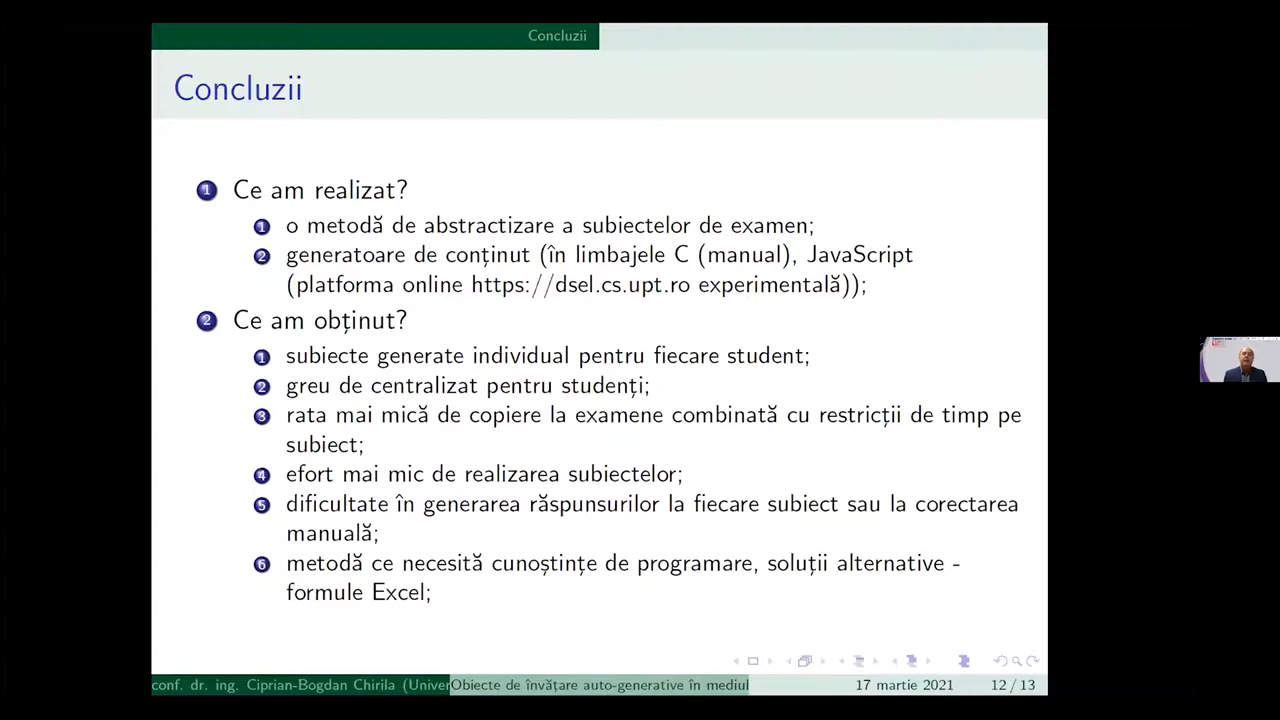 Concluzii
Concluzii
1 Ce am realizat?
1 o metodă de abstractizare a subiectelor de examen;
2 generatoare de conținut (în limbajele C (manual), JavaScript
(platforma online https://dsel.cs.upt.ro experimentală));
2 Ce am obținut?
1 subiecte generate individual pentru fiecare student;
2 greu de centralizat pentru studenți;
3 rata mai mică de copiere la examene combinată cu restricții de timp pe
subiect;
4 efort mai mic de realizarea subiectelor;
5 dificultate în generarea răspunsurilor la fiecare subiect sau la corectarea
manuală;
6 metodă ce necesită cunoștințe de programare, soluții alternative -
formule Excel;
conf. dr. ing. Ciprian-Bogdan Chirila (Univer Obiecte de învățare auto-generative în mediul 17 martie 2021 12 / 13